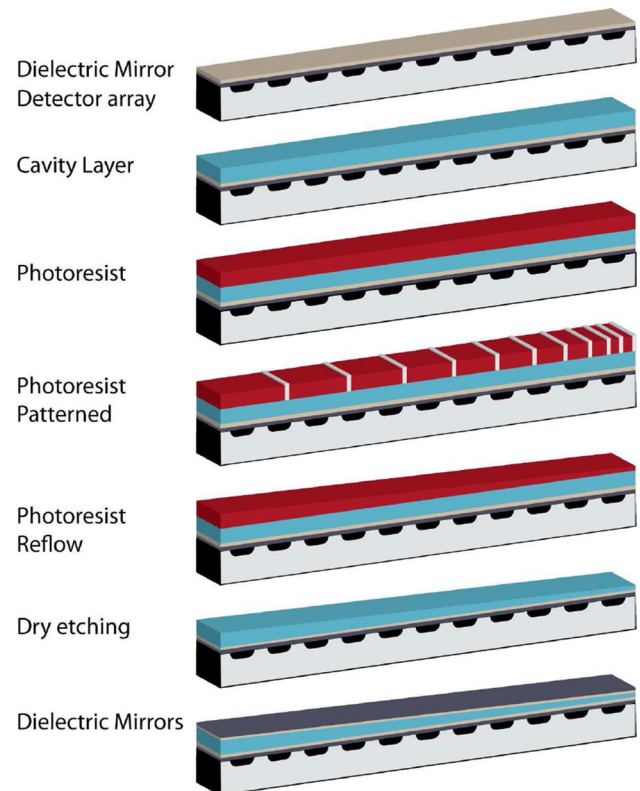 Dielectric Mirror
Detector array
Cavity Layer
Photoresist
Photoresist
Patterned
Photoresist
Reflow
Dry etching
Dielectric Mirrors